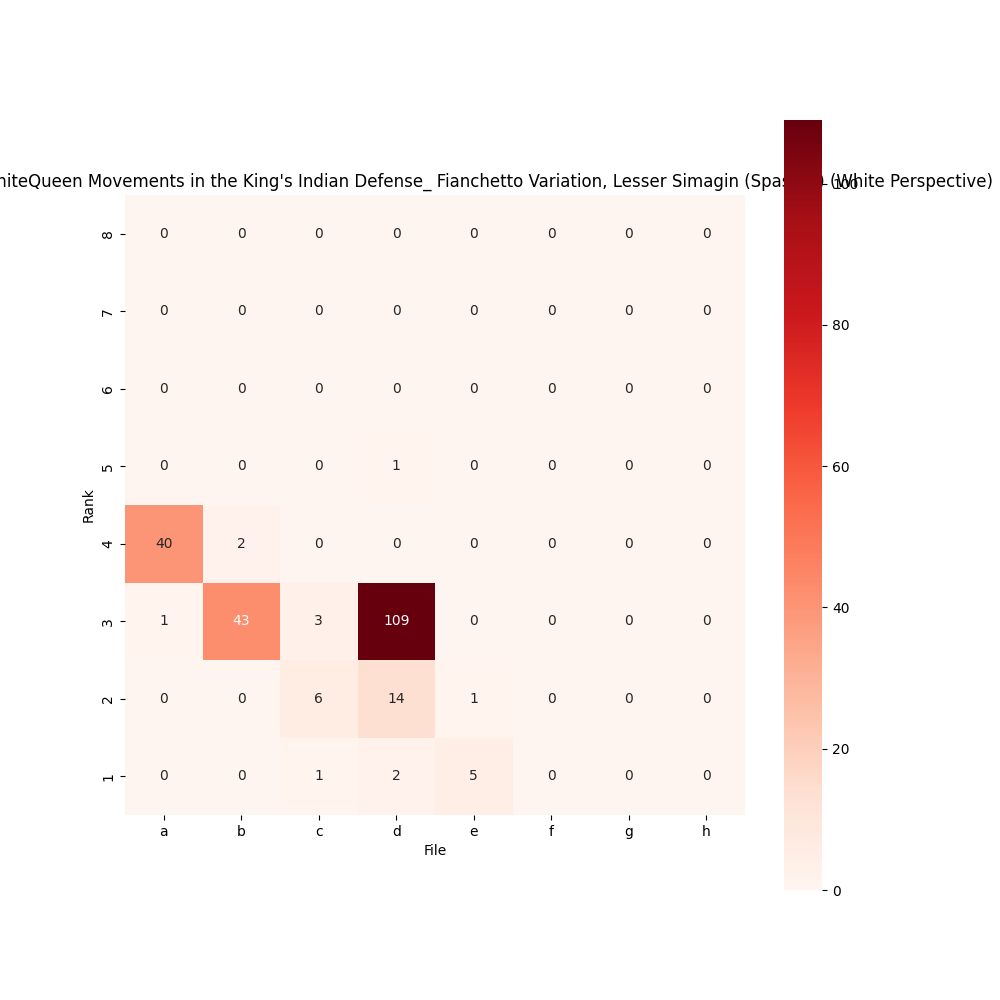 hiteQueen Movements in the King's Indian Defense_ Fianchetto Variation, Lesser Simagin (Spas (White Perspective)
100
80
60
40
20
0
Rank
8 0 0 0 0 0 0 0 0
7 0 0 0 0 0 0 0 0
6 0 0 0 0 0 0 0 0
5 0 0 0 1 0 0 0 0
4 40 2 0 0 0 0 0 0
3 1 43 3 109 0 0 0 0
2 0 0 6 14 1 0 0 0
1 0 0 1 2 5 0 0 0
a b c d e f g h
File